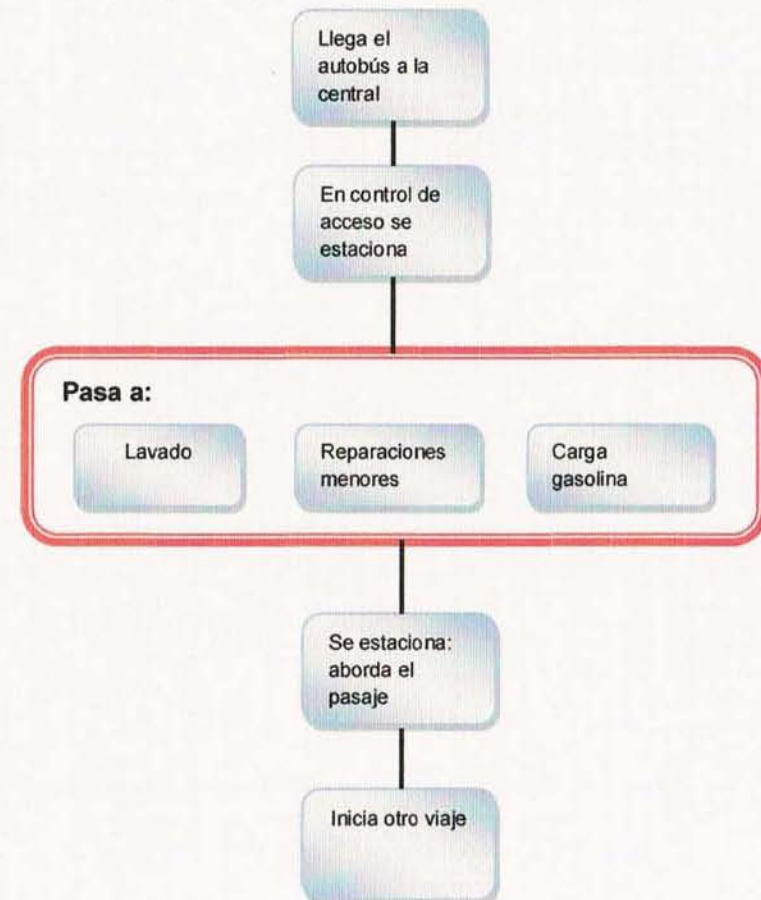 Llega el
autobús a la
central
En control de
acceso se
estaciona
Pasa a:
Lavado
Reparaciones
menores
Carga
gasolina
Se estaciona:
aborda el
pasaje
Inicia otro viaje